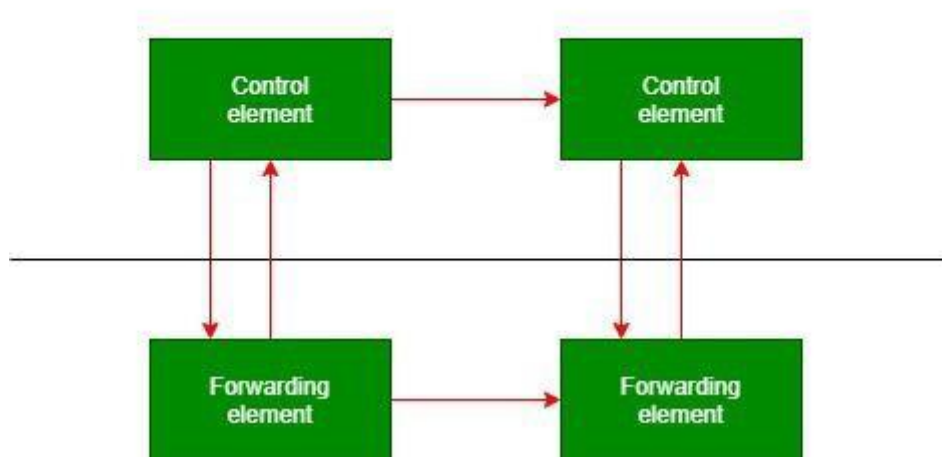 Control
element
Control
element
Forwarding
element
Forwarding
element